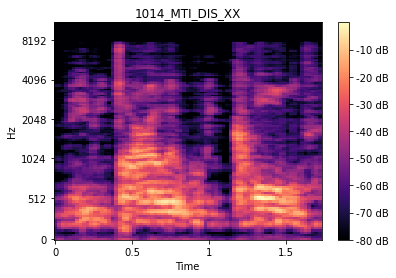 1014_MTI_DIS_XX
8192
4096
2048
1024
512
0
Hz
0
0.5
1
1.5
Time
-10 dB
-20 dB
-30 dB
-40 dB
-50 dB
-60 dB
-70 dB
-80 dB